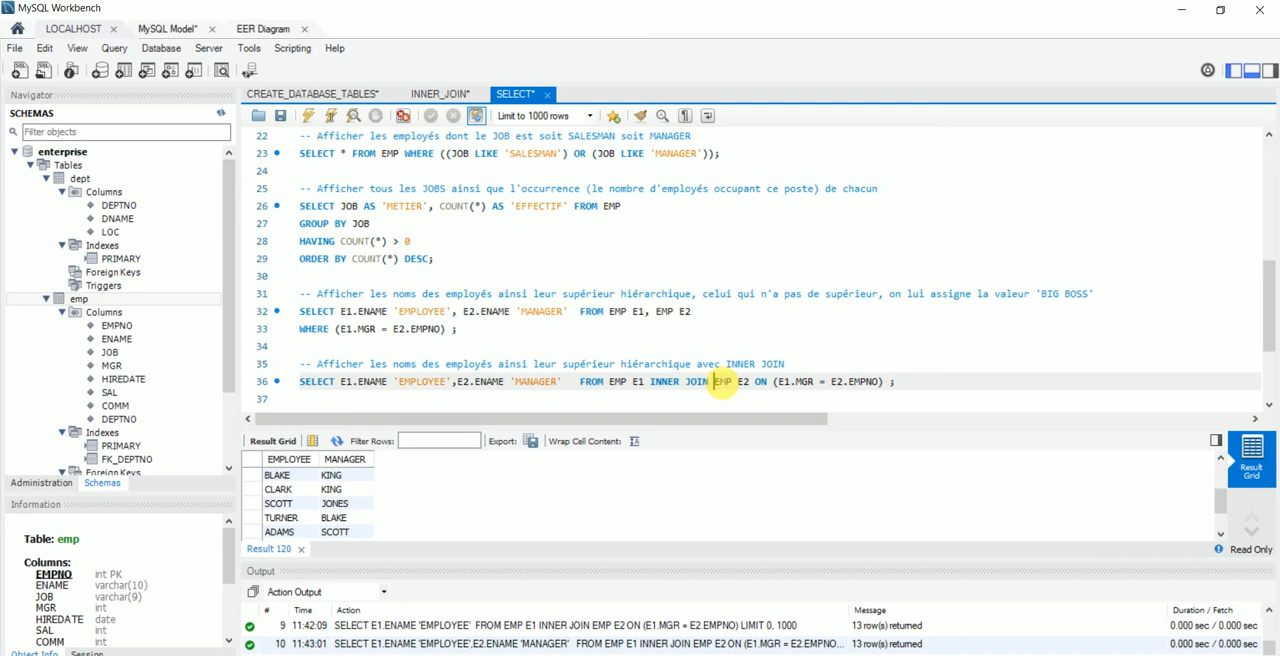 MySQL Workbench
LOCALHOST
MySQL Model*
EER Diagram
File Edit View Query Database Server Tools Scripting Help
Navigator
SCHEMAS
Filter objects
enterprise
Tables
dept
Columns
DEPTNO
DNAME
LOC
Indexes
PRIMARY
Foreign Keys
Triggers
emp
Columns
EMPNO
ENAME
JOB
MGR
HIREDATE
SAL
COMM
DEPTNO
Indexes
PRIMARY
FK_DEPTNO
Foreign Keys
Administration Schemas
Information
Table: emp
Columns:
EMPNO int PK
ENAME varchar(10)
JOB varchar(9)
MGR int
HIREDATE date
SAL int
COMM int
Object Info Session
CREATE_DATABASE_TABLES* INNER_JOIN* SELECT*
Limit to 1000 rows
22 -- Afficher les employés dont le JOB est soit SALESMAN soit MANAGER
23 SELECT * FROM EMP WHERE ((JOB LIKE 'SALESMAN') OR (JOB LIKE 'MANAGER'));
24
25 -- Afficher tous les JOBS ainsi que l'occurrence (le nombre d'employés occupant ce poste) de chacun
26 SELECT JOB AS 'METIER', COUNT(*) AS 'EFFECTIF' FROM EMP
27 GROUP BY JOB
28 HAVING COUNT(*) > 0
29 ORDER BY COUNT(*) DESC;
30
31 -- Afficher les noms des employés ainsi leur supérieur hiérarchique, celui qui n'a pas de supérieur, on lui assigne la valeur 'BIG BOSS'
32 SELECT E1.ENAME 'EMPLOYEE', E2.ENAME 'MANAGER' FROM EMP E1, EMP E2
33 WHERE (E1.MGR = E2.EMPNO) ;
34
35 -- Afficher les noms des employés ainsi leur supérieur hiérarchique avec INNER JOIN
36 SELECT E1.ENAME 'EMPLOYEE',E2.ENAME 'MANAGER' FROM EMP E1 INNER JOIN EMP E2 ON (E1.MGR = E2.EMPNO) ;
37
Result Grid Filter Rows: Export: Wrap Cell Content:
EMPLOYEE MANAGER
BLAKE KING
CLARK KING
SCOTT JONES
TURNER BLAKE
ADAMS SCOTT
Result Grid
Result 120
Read Only
Output
Action Output
# Time Action Message Duration / Fetch
9 11:42:09 SELECT E1.ENAME 'EMPLOYEE' FROM EMP E1 INNER JOIN EMP E2 ON (E1.MGR = E2.EMPNO) LIMIT 0, 1000 13 row(s) returned 0.000 sec / 0.000 sec
10 11:43:01 SELECT E1.ENAME 'EMPLOYEE',E2.ENAME 'MANAGER' FROM EMP E1 INNER JOIN EMP E2 ON (E1.MGR = E2.EMPNO... 13 row(s) returned 0.000 sec / 0.000 sec